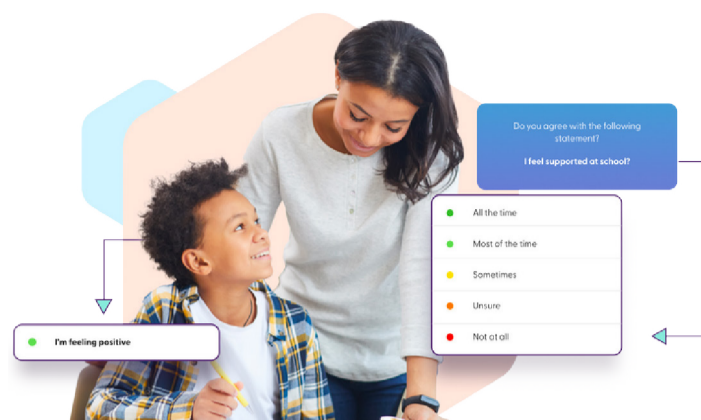 Do you agree with the following
statement?
I feel supported at school?
All the time
Most of the time
Sometimes
Unsure
Not at all
I'm feeling positive